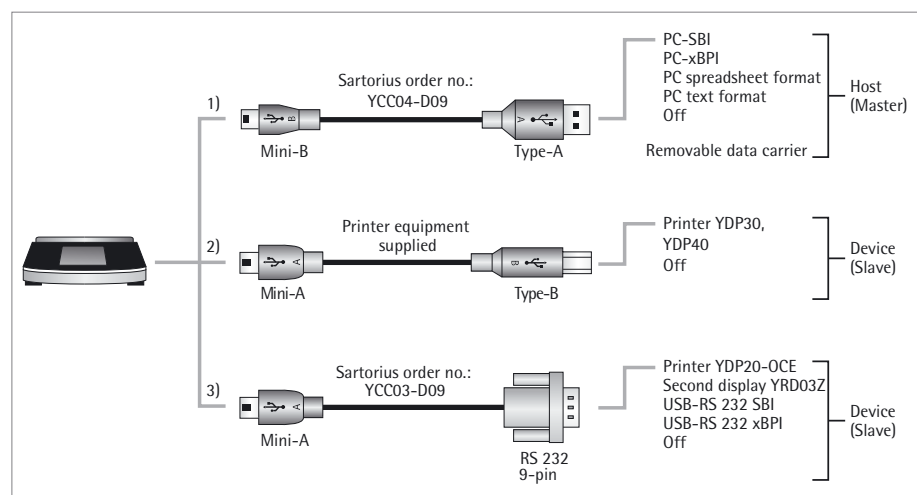 1)
Sartorius order no.:
YCC04-D09
B
A
Mini-B
Type-A
PC-SBI
PC-xBPI
PC spreadsheet format
PC text format
Off
Removable data carrier
Host
(Master)
2)
Printer equipment
supplied
A
B
Mini-A
Type-B
Printer YDP30,
YDP40
Off
Device
(Slave)
3)
Sartorius order no.:
YCC03-D09
A
Mini-A
RS 232
9-pin
Printer YDP20-OCE
Second display YRD03Z
USB-RS 232 SBI
USB-RS 232 xBPI
Off
Device
(Slave)